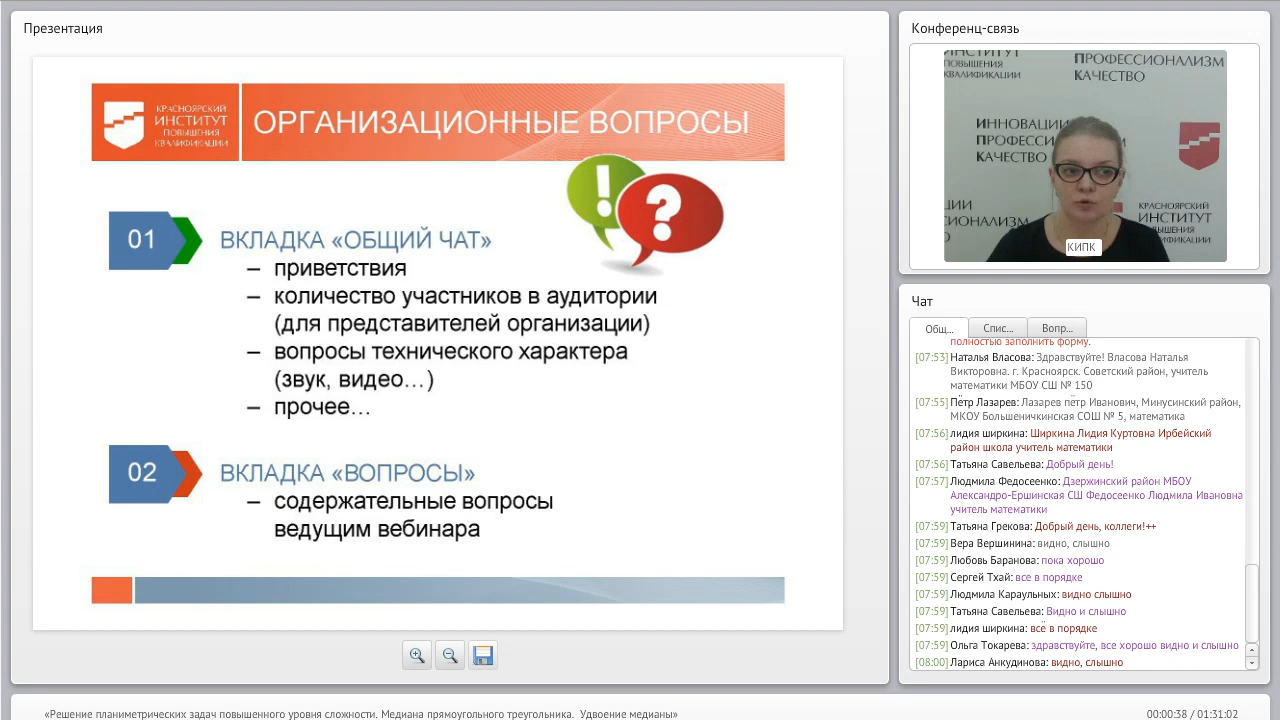 Презентация
КРАСНОЯРСКИЙ
ИНСТИТУТ
ПОВЫШЕНИЯ
КВАЛИФИКАЦИИ
ОРГАНИЗАЦИОННЫЕ ВОПРОСЫ
01
ВКЛАДКА «ОБЩИЙ ЧАТ»
– приветствия
– количество участников в аудитории
(для представителей организации)
– вопросы технического характера
(звук, видео…)
– прочее…
02
ВКЛАДКА «ВОПРОСЫ»
– содержательные вопросы
ведущим вебинара
Конференц-связь
ИНСТИТУТ
ПОВЫШЕНИЯ
КВАЛИФИКАЦИИ
ПРОФЕССИОНАЛИЗМ
КАЧЕСТВО
ИННОВАЦИИ
КАЧЕСТВО
КРАСНОЯРСКИЙ
ИНСТИТУТ
КИПК
Чат
Общ...
Спис...
Вопр...
полностью заполнить форму.
[07:53] Наталья Власова: Здравствуйте! Власова Наталья
Викторовна. г. Красноярск. Советский район, учитель
математики МБОУ СШ № 150
[07:55] Пётр Лазарев: Лазарев пётр Иванович, Минусинский район,
МКОУ Большеничкинская СОШ № 5, математика
[07:56] лидия ширкина: Ширкина Лидия Куртовна Ирбейский
район школа учитель математики
[07:56] Татьяна Савельева: Добрый день!
[07:57] Людмила Федосеенко: Дзержинский район МБОУ
Александро-Ершинская СШ Федосеенко Людмила Ивановна
учитель математики
[07:59] Татьяна Грекова: Добрый день, коллеги!++
[07:59] Вера Вершинина: видно, слышно
[07:59] Любовь Баранова: пока хорошо
[07:59] Сергей Тхай: все в порядке
[07:59] Людмила Караульных: видно слышно
[07:59] Татьяна Савельева: Видно и слышно
[07:59] лидия ширкина: всё в порядке
[07:59] Ольга Токарева: здравствуйте, все хорошо видно и слышно
[08:00] Лариса Анкудинова: видно, слышно
«Решение планиметрических задач повышенного уровня сложности. Медиана прямоугольного треугольника. Удвоение медианы»
00:00:38 / 01:31:02